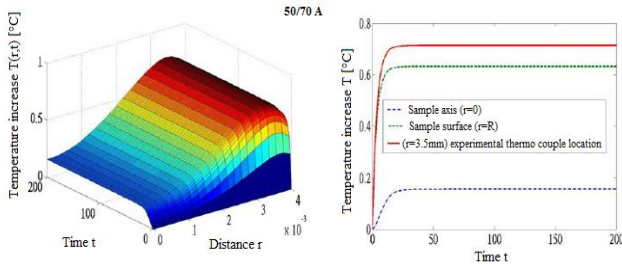 50/70 A
Temperature increase T(r,t) [°C]
1
0.5
0
200
100
0
Time t
0
1
2
3
4
x 10⁻³
Distance r
Temperature increase T [°C]
0.8
0.6
0.4
0.2
0
Sample axis (r=0)
Sample surface (r=R)
(r=3.5mm) experimental thermo couple location
0
50
100
150
200
Time t